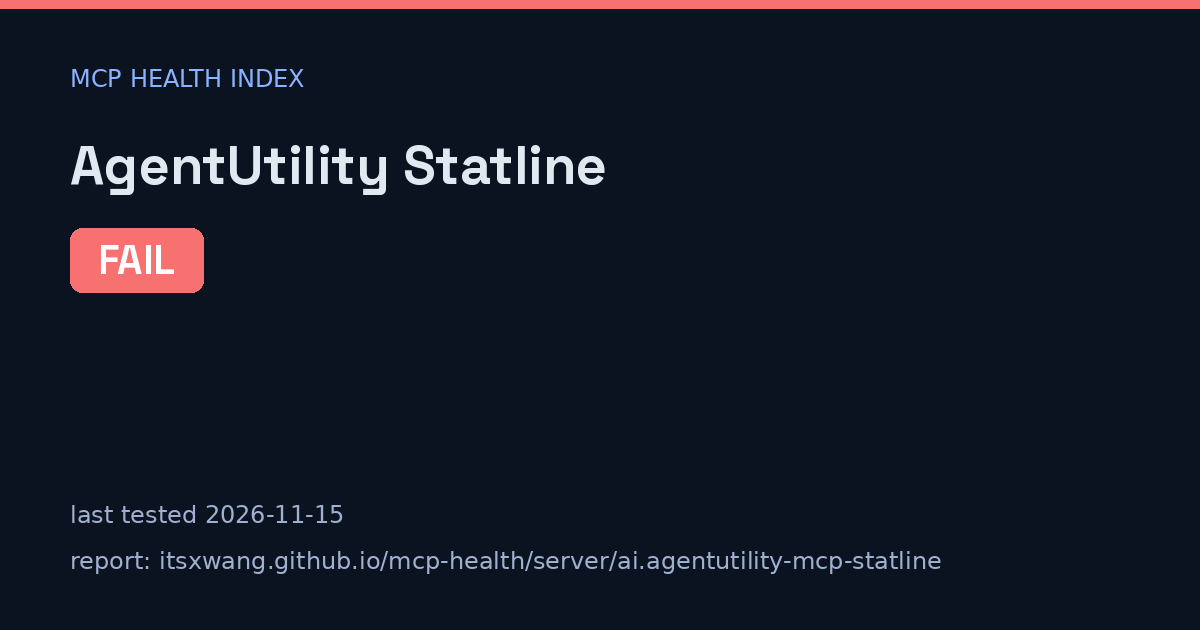 MCP HEALTH INDEX
AgentUtility Statline
FAIL
last tested 2026-11-15
report: itsxwang.github.io/mcp-health/server/ai.agentutility-mcp-statline